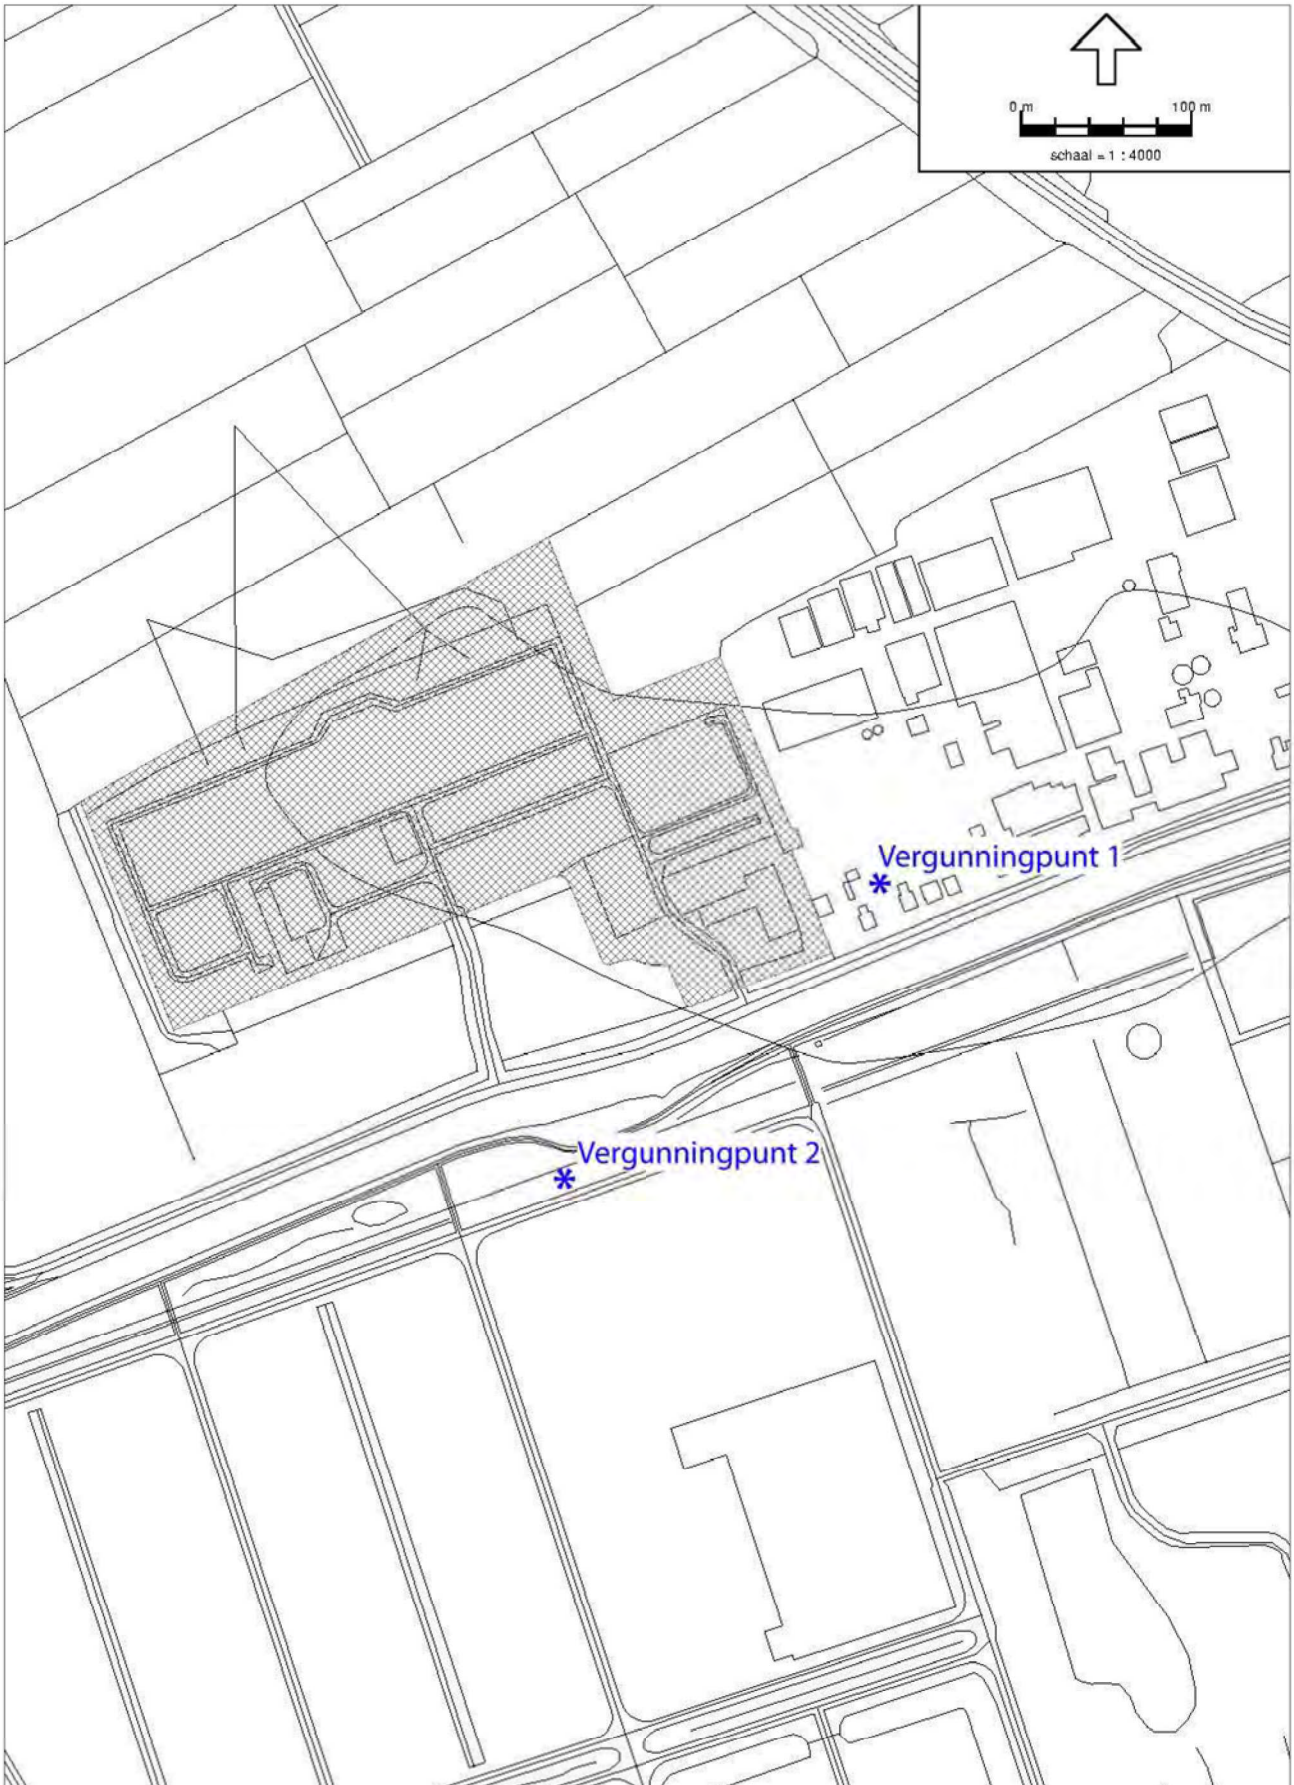 0 m 100 m
schaal = 1 : 4000
Vergunningpunt 1
*
Vergunningpunt 2
*